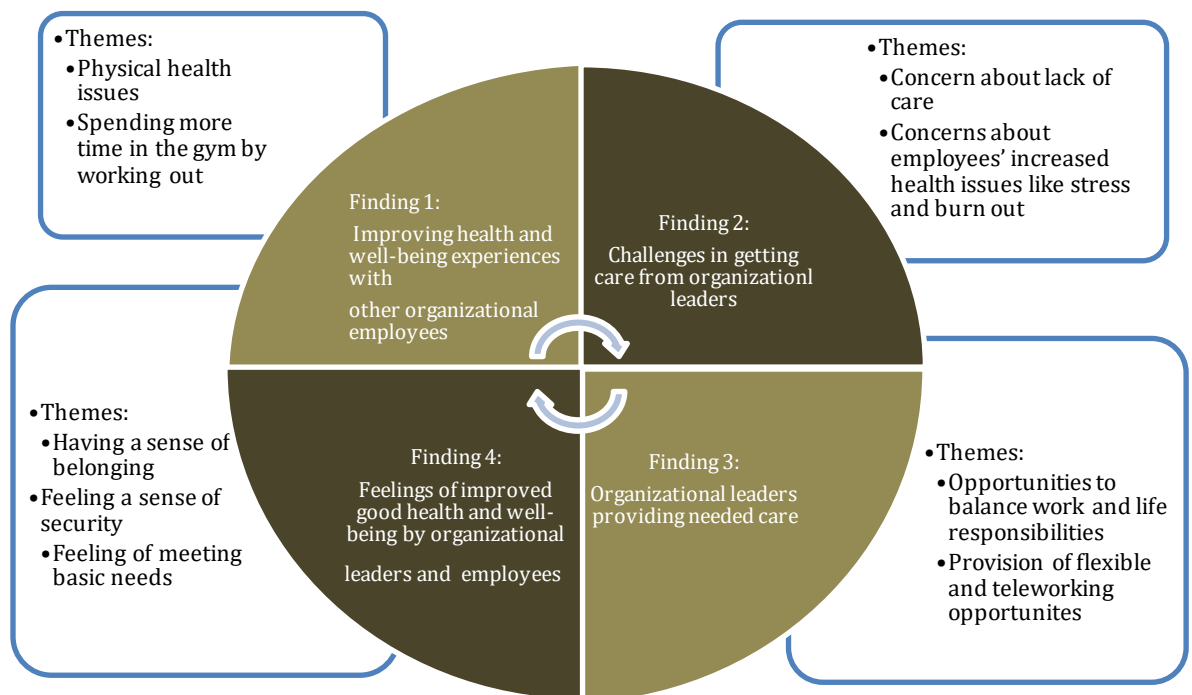 •Themes:
•Physical health
issues
•Spending more
time in the gym by
working out
•Themes:
•Concern about lack of
care
•Concerns about
employees’ increased
health issues like stress
and burn out
Finding 1:
Improving health and
well-being experiences
with
other organizational
employees
Finding 2:
Challenges in getting
care from organizationl
leaders
•Themes:
•Having a sense of
belonging
•Feeling a sense of
security
•Feeling of meeting
basic needs
Finding 4:
Feelings of improved
good health and well-
being by organizational
leaders and employees
Finding 3:
Organizational leaders
providing needed care
•Themes:
•Opportunities to
balance work and life
responsibilities
•Provision of flexible
and teleworking
opportunites